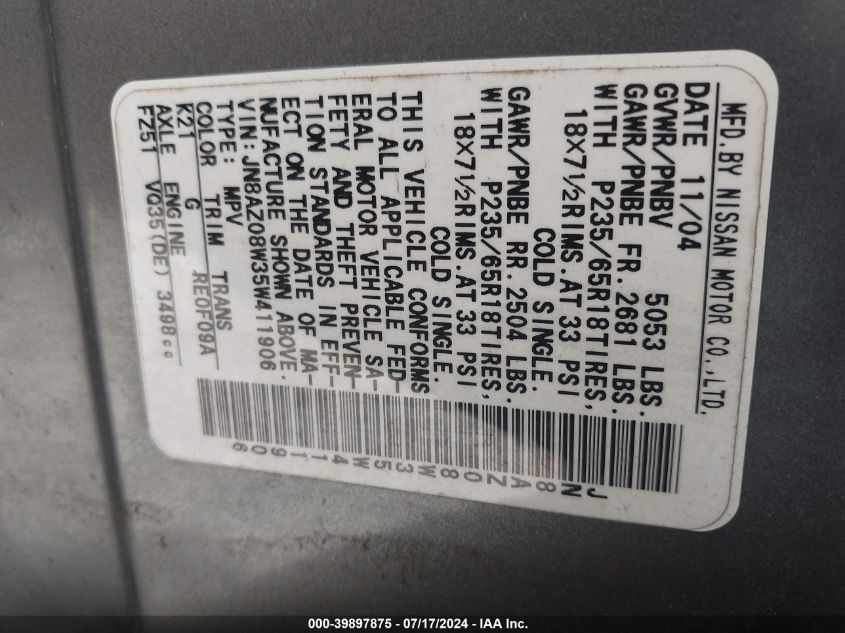 MFD.BY NISSAN MOTOR CO.,LTD.
DATE 11/04
GVWR/PNBV 5053 LBS.
GAWR/PNBE FR. 2681 LBS.
WITH P235/65R18TIRES,
18X7½RIMS.AT 33 PSI
COLD SINGLE.
GAWR/PNBE RR. 2504 LBS.
WITH P235/65R18TIRES,
18X7½RIMS.AT 33 PSI
COLD SINGLE.
THIS VEHICLE CONFORMS
TO ALL APPLICABLE FED-
ERAL MOTOR VEHICLE SA-
FETY AND THEFT PREVEN-
TION STANDARDS IN EFF-
ECT ON THE DATE OF MA-
NUFACTURE SHOWN ABOVE.
VIN:JN8AZ08W35W411906
TYPE: MPV
COLOR TRIM TRANS
K21 G RE0F09A
AXLE ENGINE
FZ51 VQ35(DE) 3498cc
JN8AZ08W35W411906
000-39897875 - 07/17/2024 - IAA Inc.